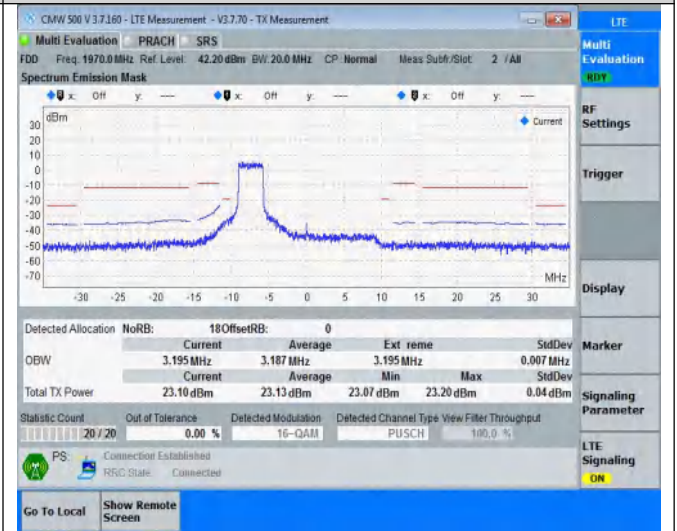 CMW 500 V 3.7.160 - LTE Measurement - V3.7.70 - TX Measurement
LTE
Multi Evaluation PRACH SRS
FDD Freq: 1970.0 MHz Ref. Level: 42.20 dBm BW: 20.0 MHz CP: Normal Meas Subfr./Slot: 2 / All
Spectrum Emission Mask
x: Off y: --- x: Off y: --- x: Off y: ---
dBm
Current
30
20
10
0
-10
-20
-30
-40
-50
-60
-70
MHz
-30 -25 -20 -15 -10 -5 0 5 10 15 20 25 30
Detected Allocation NoRB: 18OffsetRB: 0
Current Average Ext reme StdDev
OBW 3.195 MHz 3.187 MHz 3.195 MHz 0.007 MHz
Current Average Min Max StdDev
Total TX Power 23.10 dBm 23.13 dBm 23.07 dBm 23.20 dBm 0.04 dBm
Statistic Count Out of Tolerance Detected Modulation Detected Channel Type View Filter Throughput
20 / 20 0.00 % 16-QAM PUSCH 100.0 %
PS: Connection Established
RRC State: Connected
Multi
Evaluation
RDY
RF
Settings
Trigger
Display
Marker
Signaling
Parameter
LTE
Signaling
ON
Go To Local
Show Remote
Screen